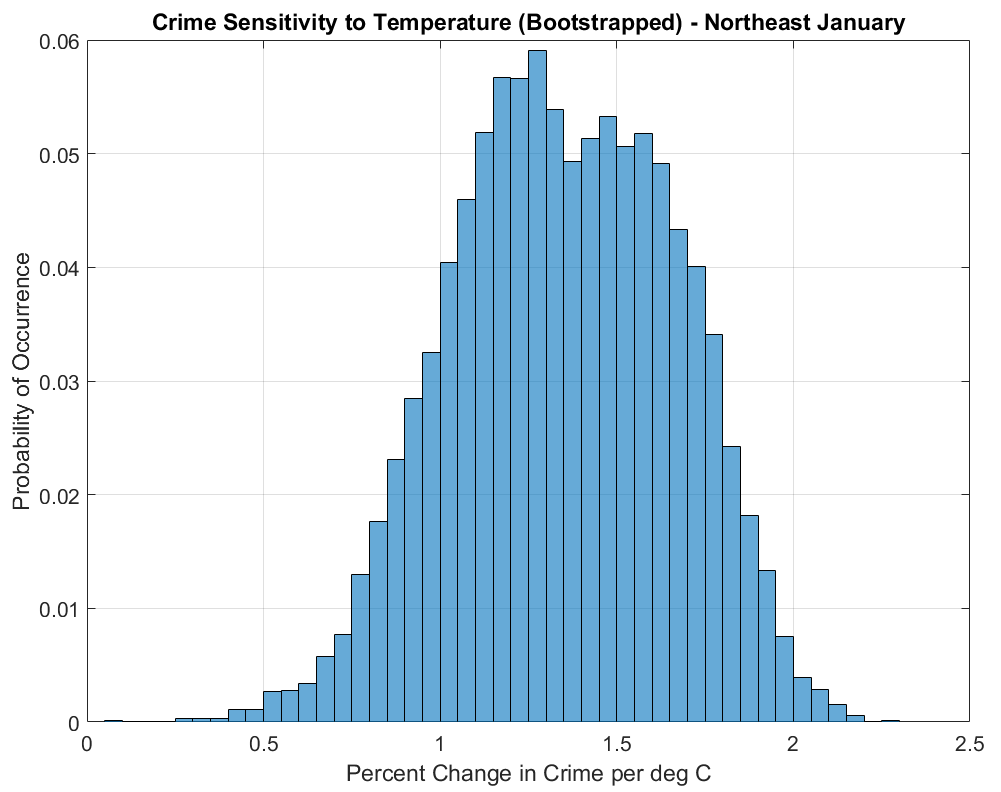 Crime Sensitivity to Temperature (Bootstrapped) - Northeast January
0.06
0.05
0.04
0.03
0.02
0.01
0
Probability of Occurrence
0 0.5 1 1.5 2 2.5
Percent Change in Crime per deg C